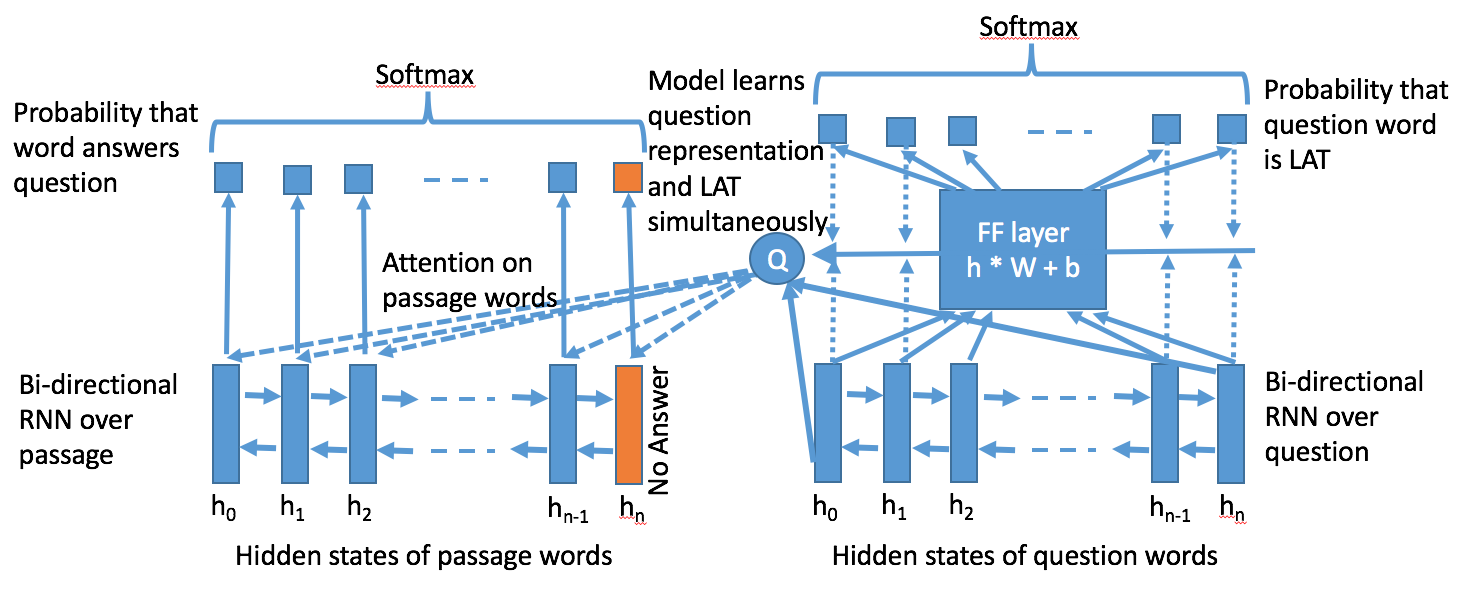 Softmax
Probability that
word answers
question
Attention on
passage words
Bi-directional
RNN over
passage
No Answer
h0
h1
h2
hn-1
hn
Hidden states of passage words
Model learns
question
representation
and LAT
simultaneously
Q
Softmax
Probability that
question word
is LAT
FF layer
h * W + b
Bi-directional
RNN over
question
h0
h1
h2
hn-1
hn
Hidden states of question words